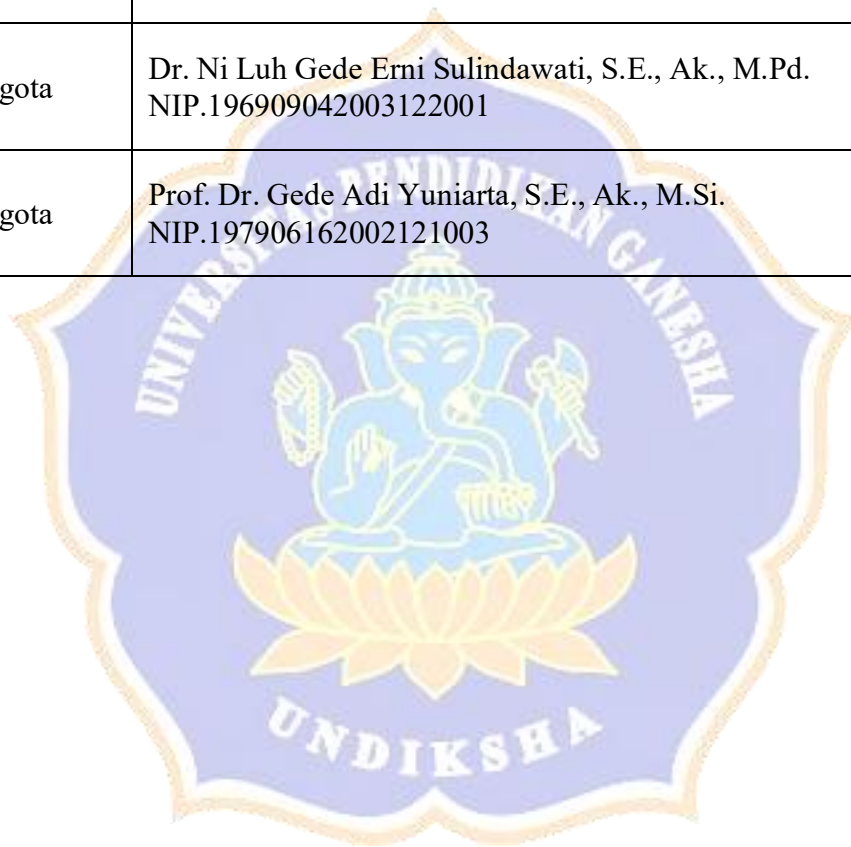 gota
Dr. Ni Luh Gede Erni Sulindawati, S.E., Ak., M.Pd.
NIP.196909042003122001
gota
Prof. Dr. Gede Adi Yuniarta, S.E., Ak., M.Si.
NIP.197906162002121003
UNIVERSITAS PENDIDIKAN GANESHA
UNDIKSHA